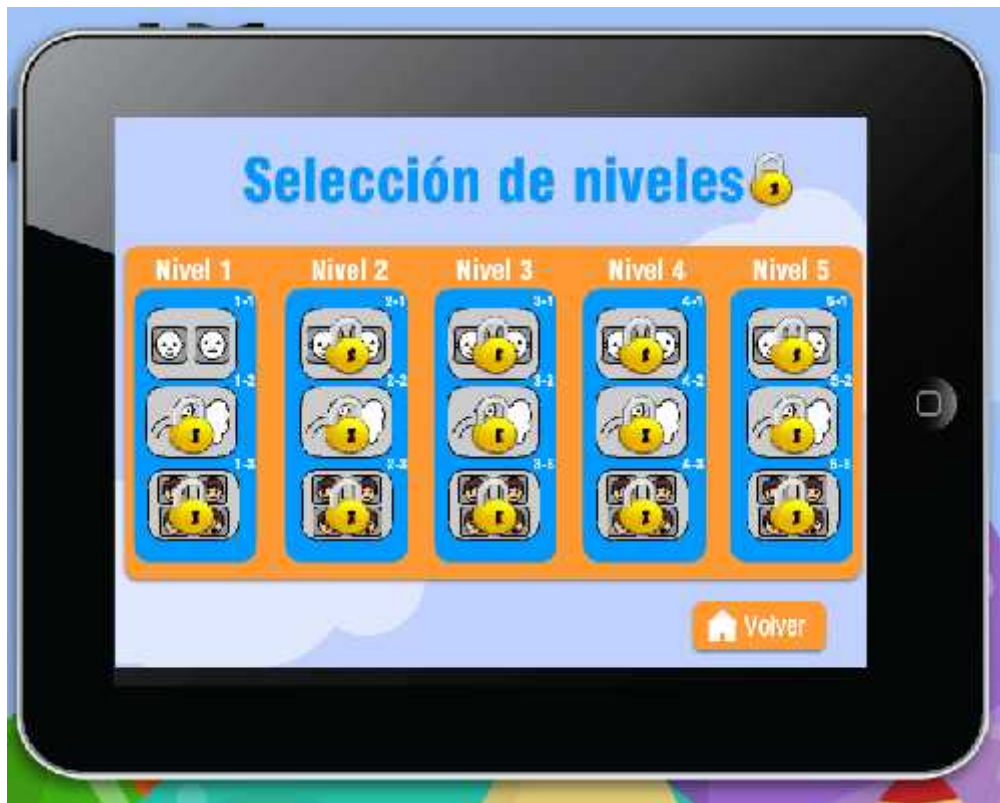 Selección de niveles
Nivel 1 Nivel 2 Nivel 3 Nivel 4 Nivel 5
1-1 2-1 3-1 4-1 5-1
1-2 2-2 3-2 4-2 5-2
1-3 2-3 4-3
Volver